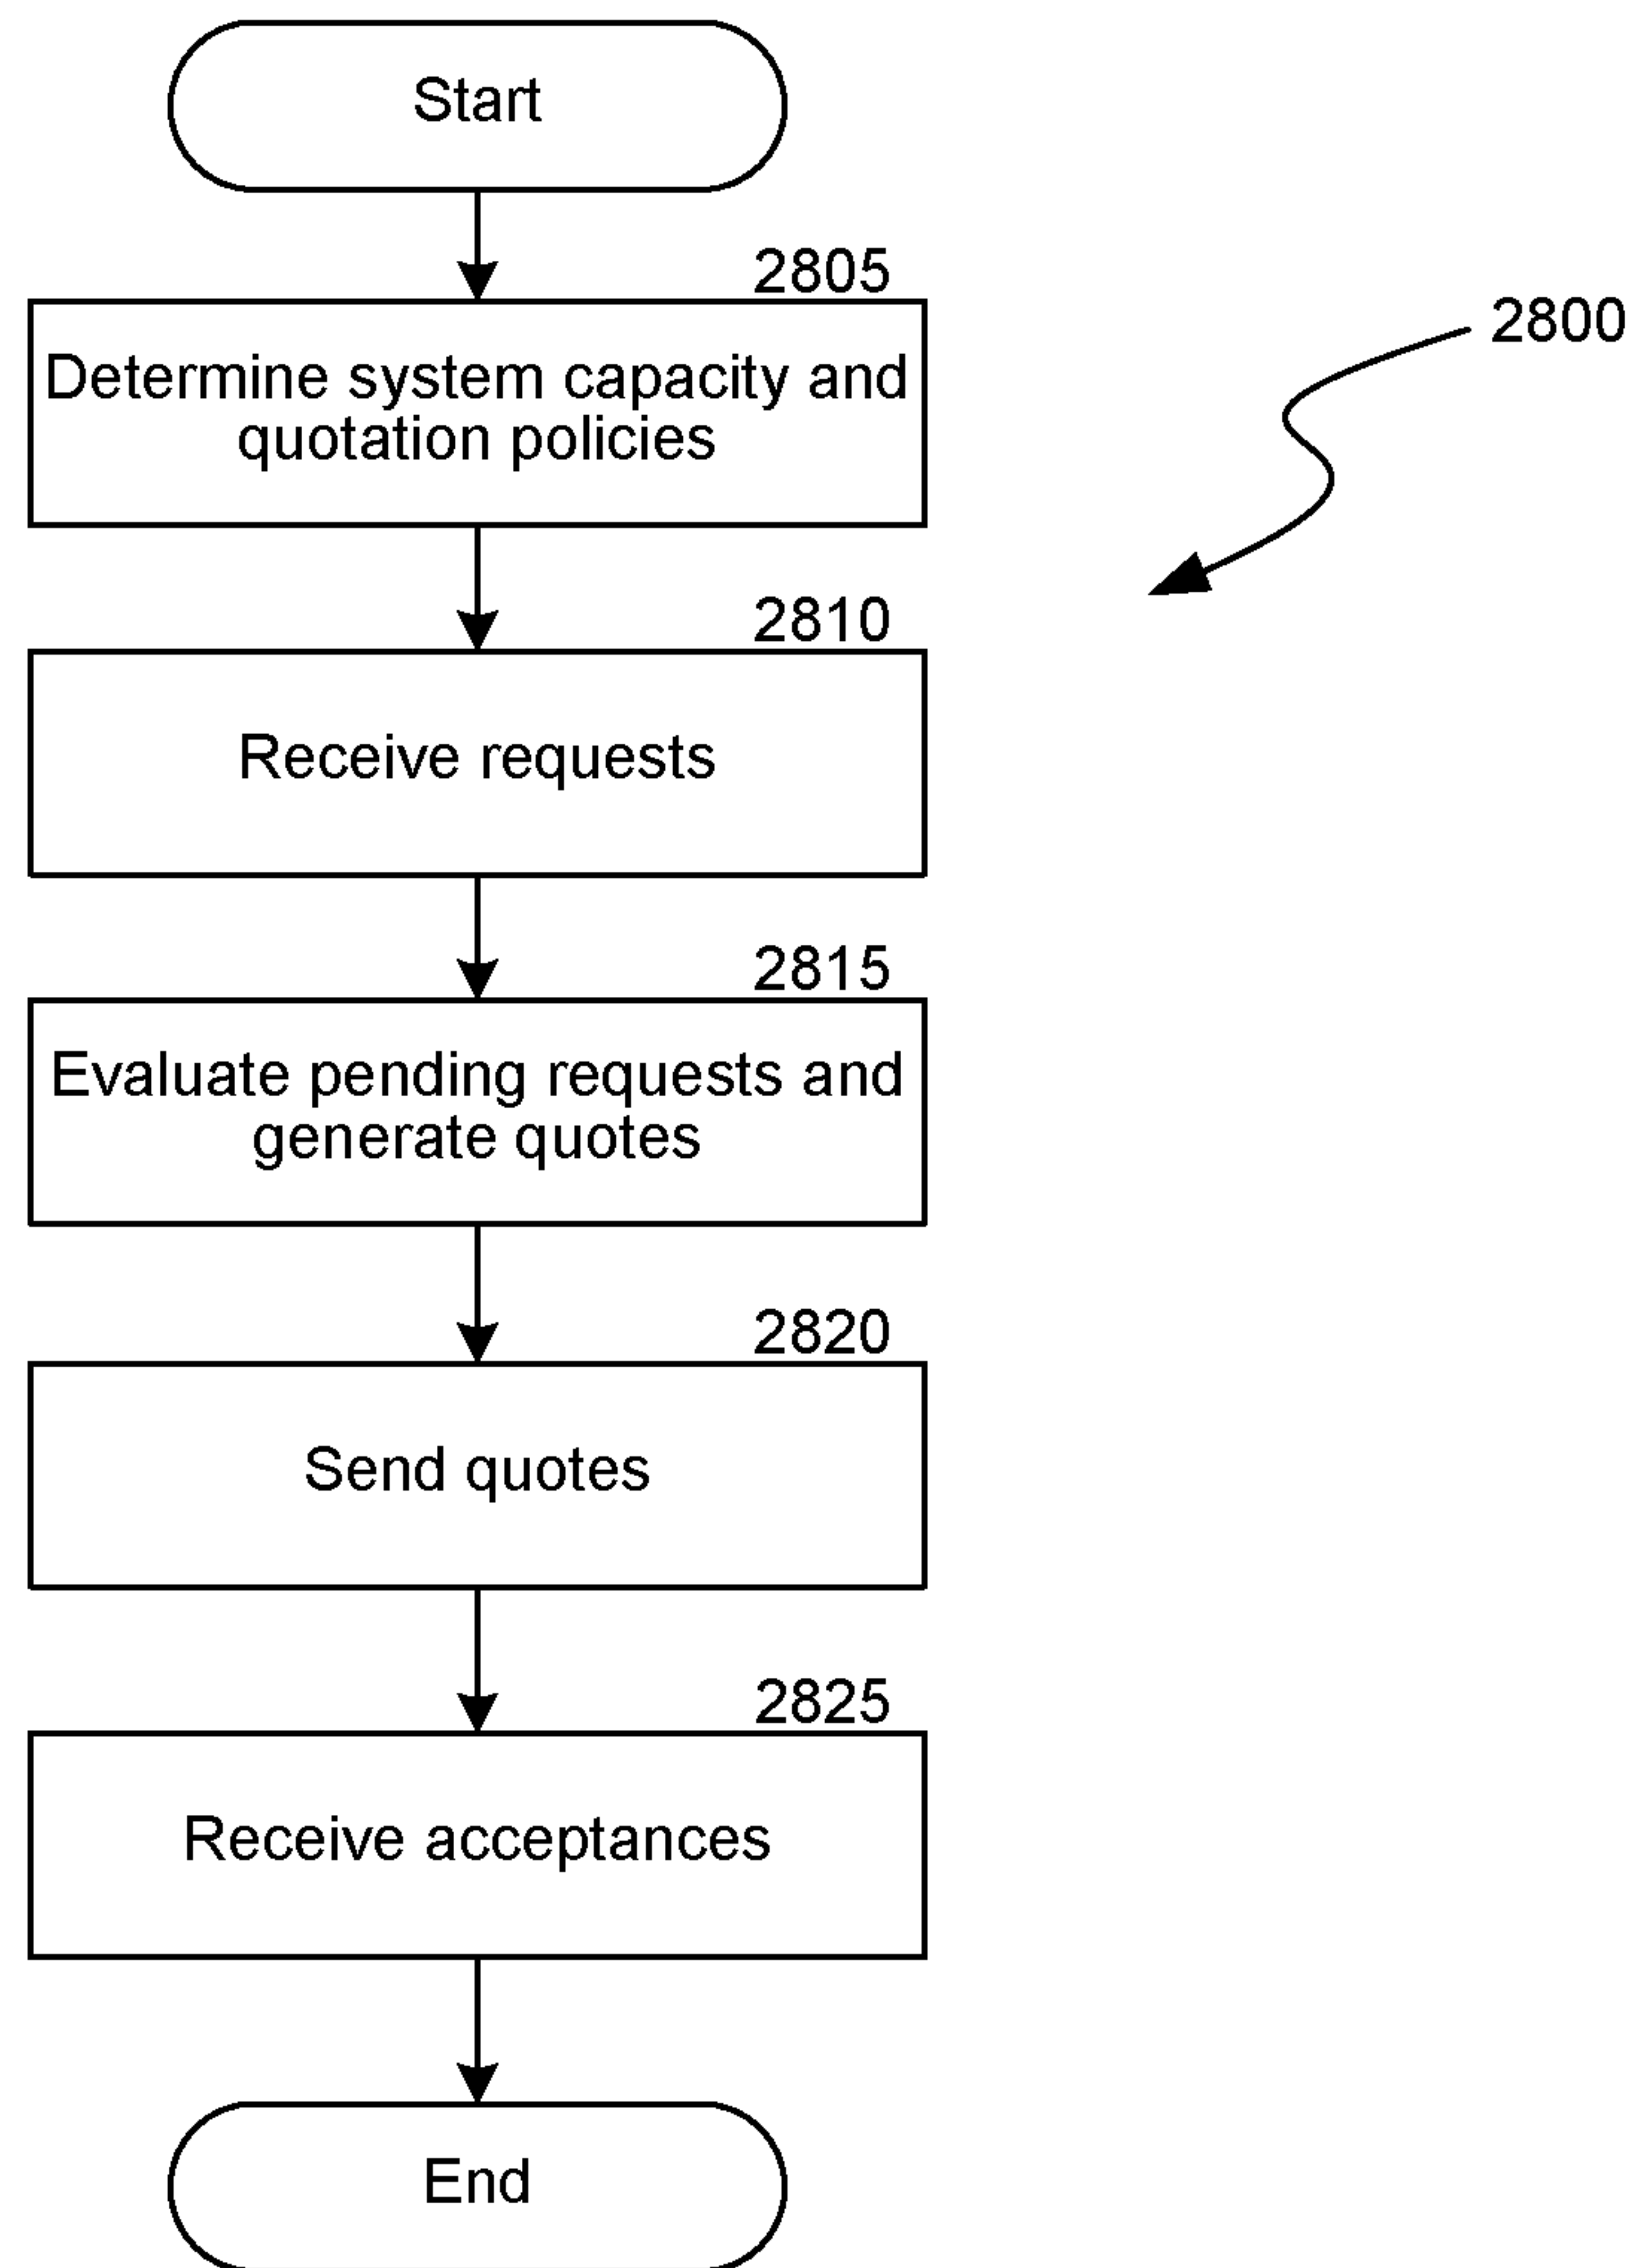 Start
2805
2800
Determine system capacity and
quotation policies
2810
Receive requests
2815
Evaluate pending requests and
generate quotes
2820
Send quotes
2825
Receive acceptances
End